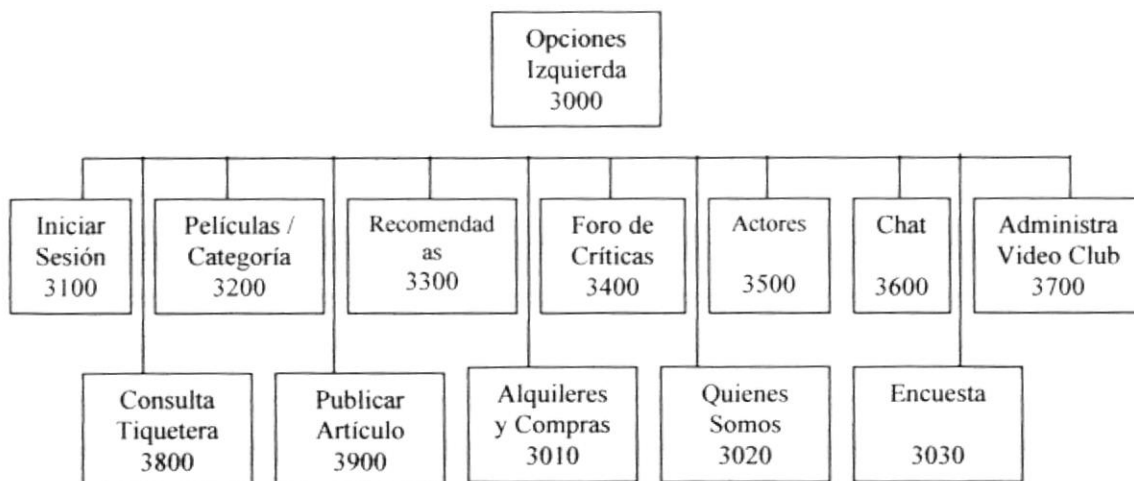 Opciones
Izquierda
3000
Iniciar
Sesión
3100
Películas /
Categoría
3200
Recomendad
as
3300
Foro de
Críticas
3400
Actores
3500
Chat
3600
Administra
Video Club
3700
Consulta
Tiquetera
3800
Publicar
Artículo
3900
Alquileres
y Compras
3010
Quienes
Somos
3020
Encuesta
3030